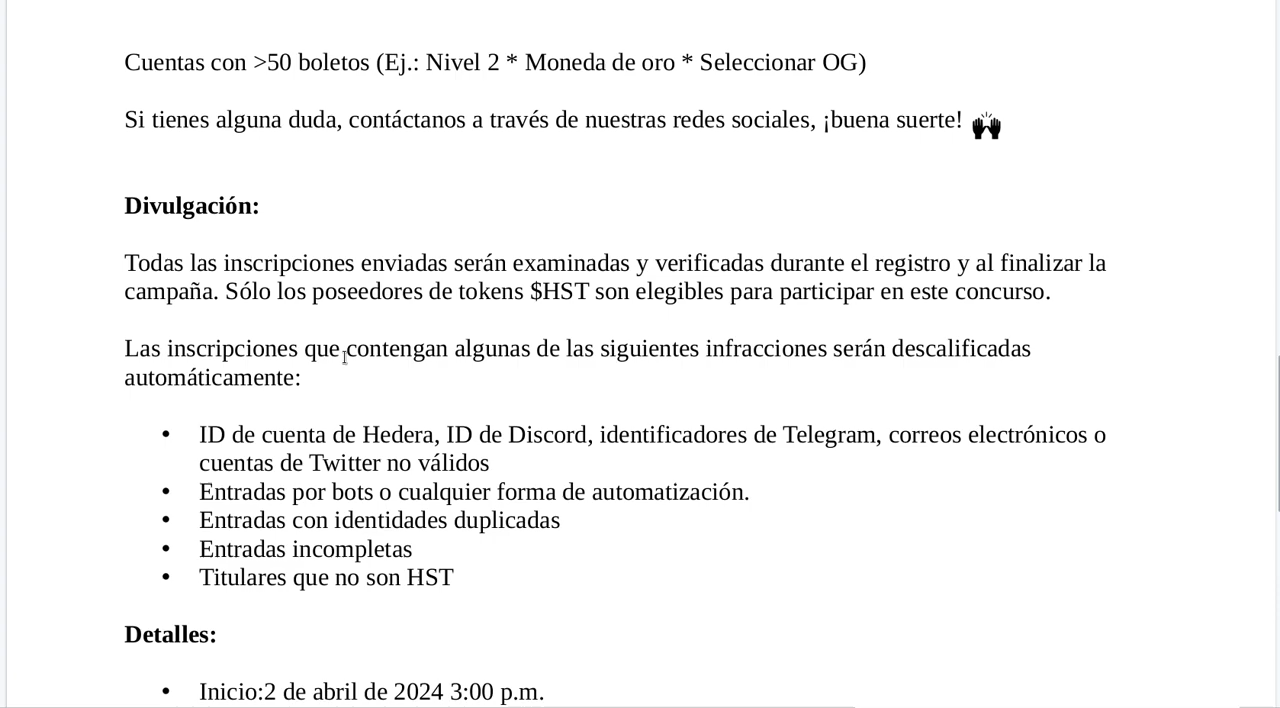 Cuentas con >50 boletos (Ej.: Nivel 2 * Moneda de oro * Seleccionar OG)
Si tienes alguna duda, contáctanos a través de nuestras redes sociales, ¡buena suerte! 🙌
Divulgación:
Todas las inscripciones enviadas serán examinadas y verificadas durante el registro y al finalizar la
campaña. Sólo los poseedores de tokens $HST son elegibles para participar en este concurso.
Las inscripciones que contengan algunas de las siguientes infracciones serán descalificadas
automáticamente:
• ID de cuenta de Hedera, ID de Discord, identificadores de Telegram, correos electrónicos o
cuentas de Twitter no válidos
• Entradas por bots o cualquier forma de automatización.
• Entradas con identidades duplicadas
• Entradas incompletas
• Titulares que no son HST
Detalles:
• Inicio:2 de abril de 2024 3:00 p.m.